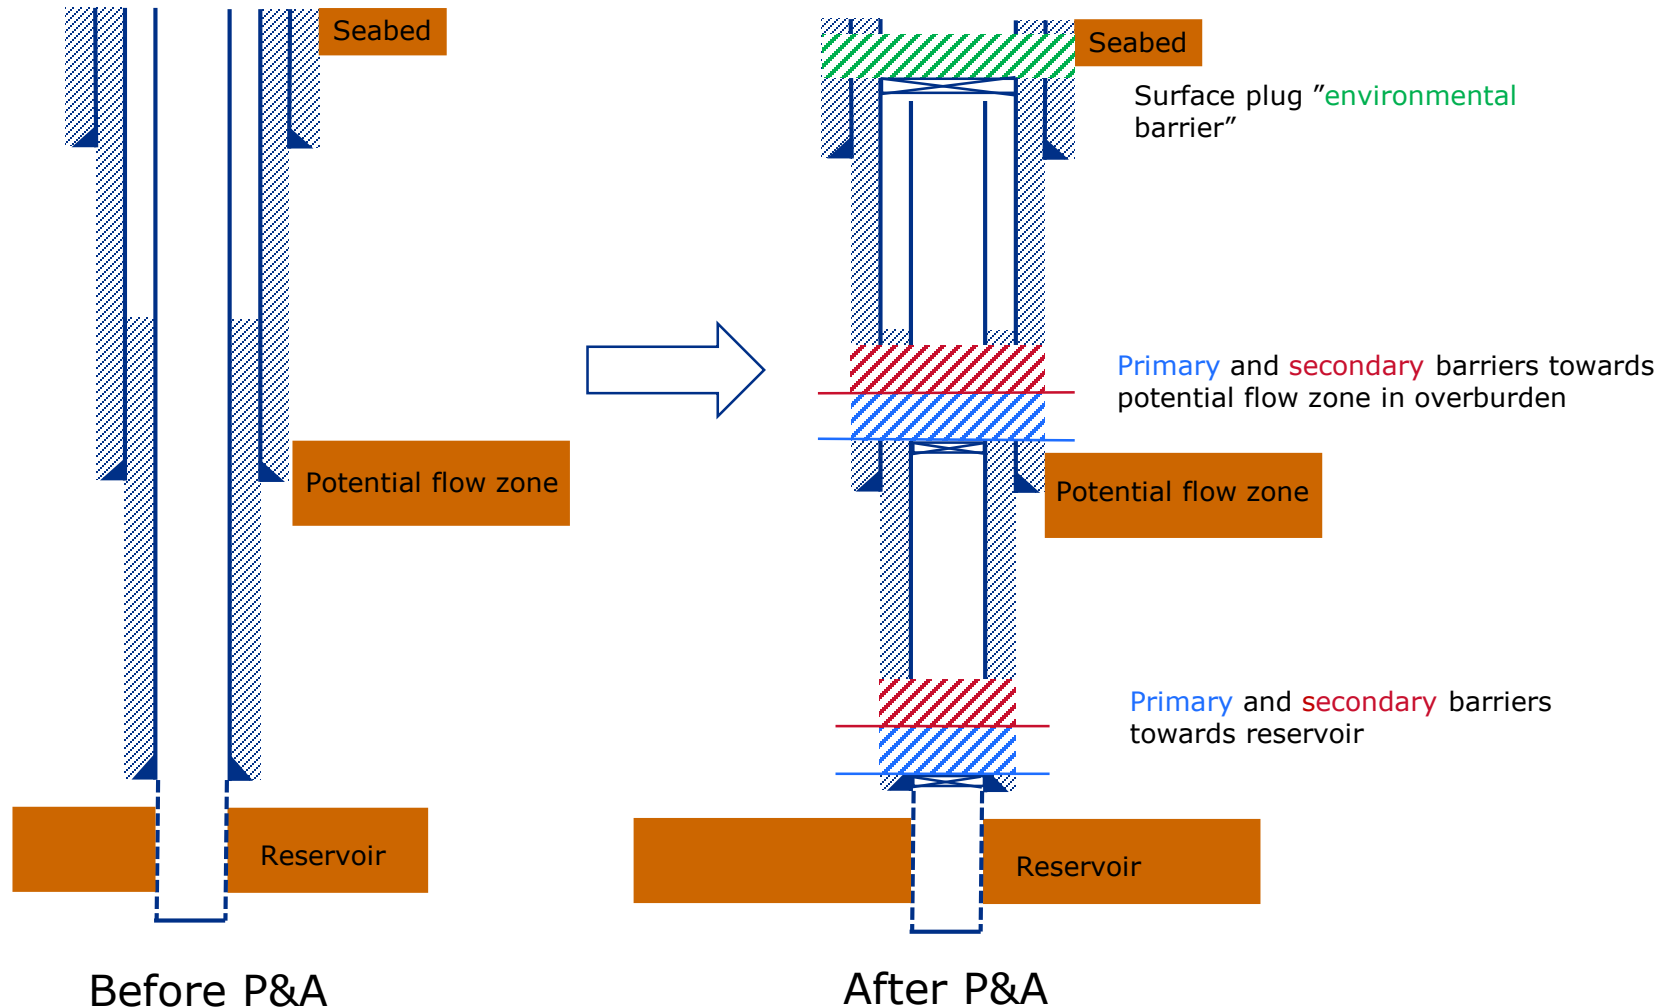 Seabed
Potential flow zone
Reservoir
Before P&A
Seabed
Surface plug ”environmental
barrier”
Primary and secondary barriers towards
potential flow zone in overburden
Potential flow zone
Primary and secondary barriers
towards reservoir
Reservoir
After P&A